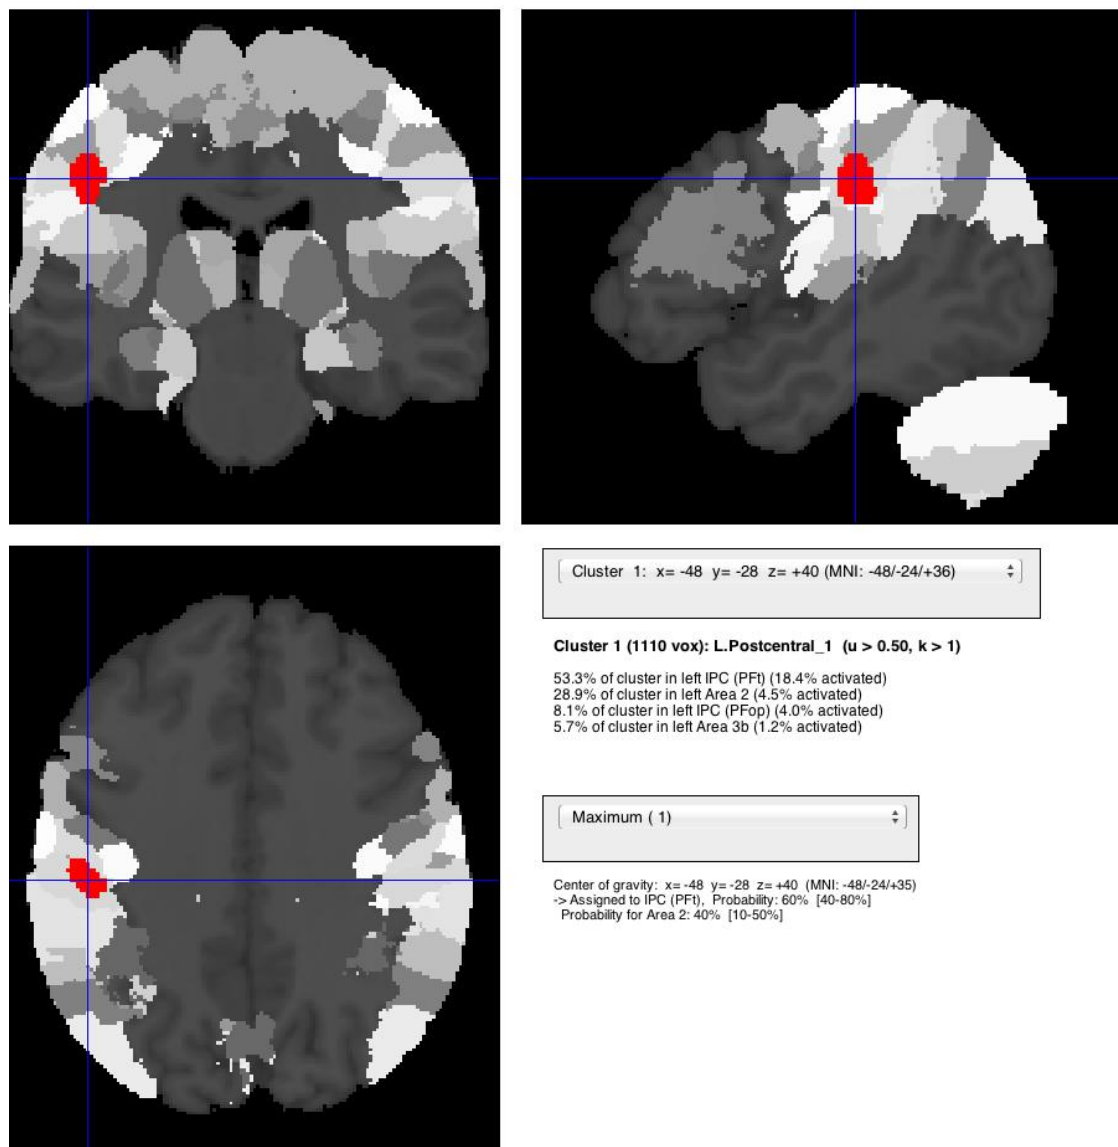 Cluster 1: x= -48 y= -28 z= +40 (MNI: -48/-24/+36)
Cluster 1 (1110 vox): L.Postcentral_1 (u > 0.50, k > 1)
53.3% of cluster in left IPC (PFt) (18.4% activated)
28.9% of cluster in left Area 2 (4.5% activated)
8.1% of cluster in left IPC (PFop) (4.0% activated)
5.7% of cluster in left Area 3b (1.2% activated)
Maximum ( 1)
Center of gravity: x= -48 y= -28 z= +40 (MNI: -48/-24/+35)
-> Assigned to IPC (PFt), Probability: 60% [40-80%]
Probability for Area 2: 40% [10-50%]